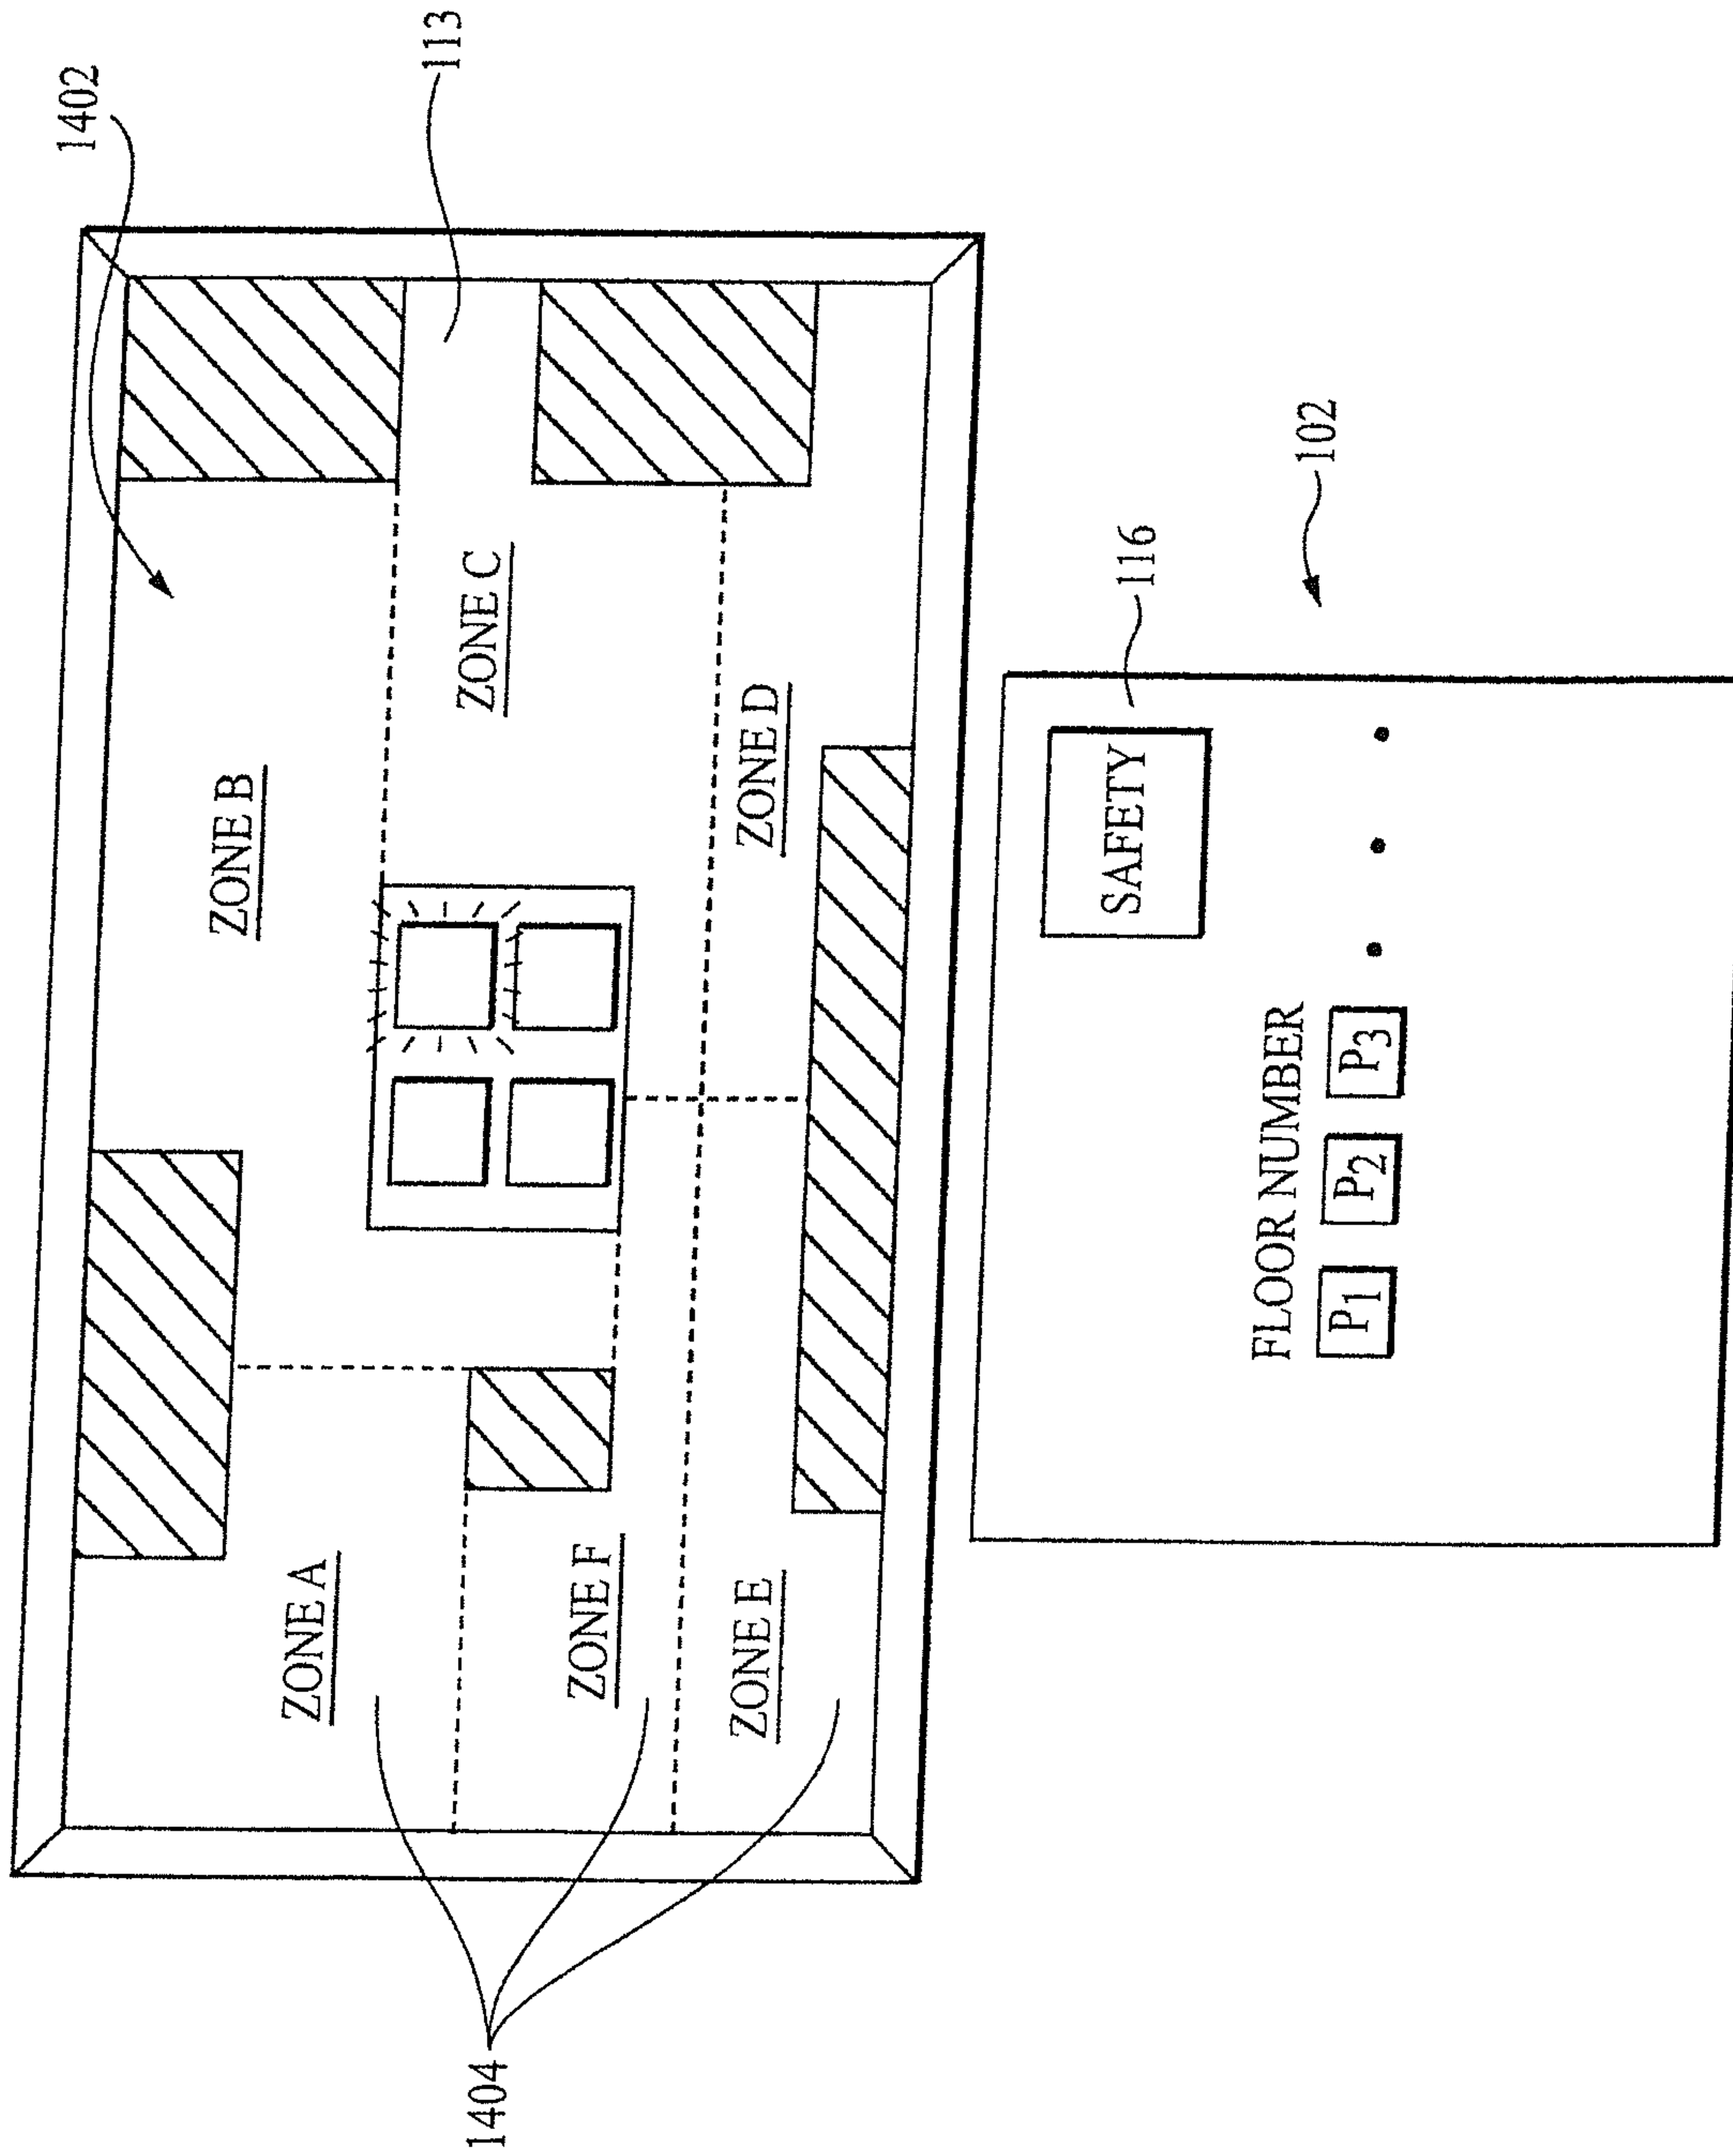 1402
113
ZONE B
ZONE C
ZONE A
ZONE F
ZONE D
ZONE E
1404
SAFETY
116
102
FLOOR NUMBER
P1 P2 P3 • • •